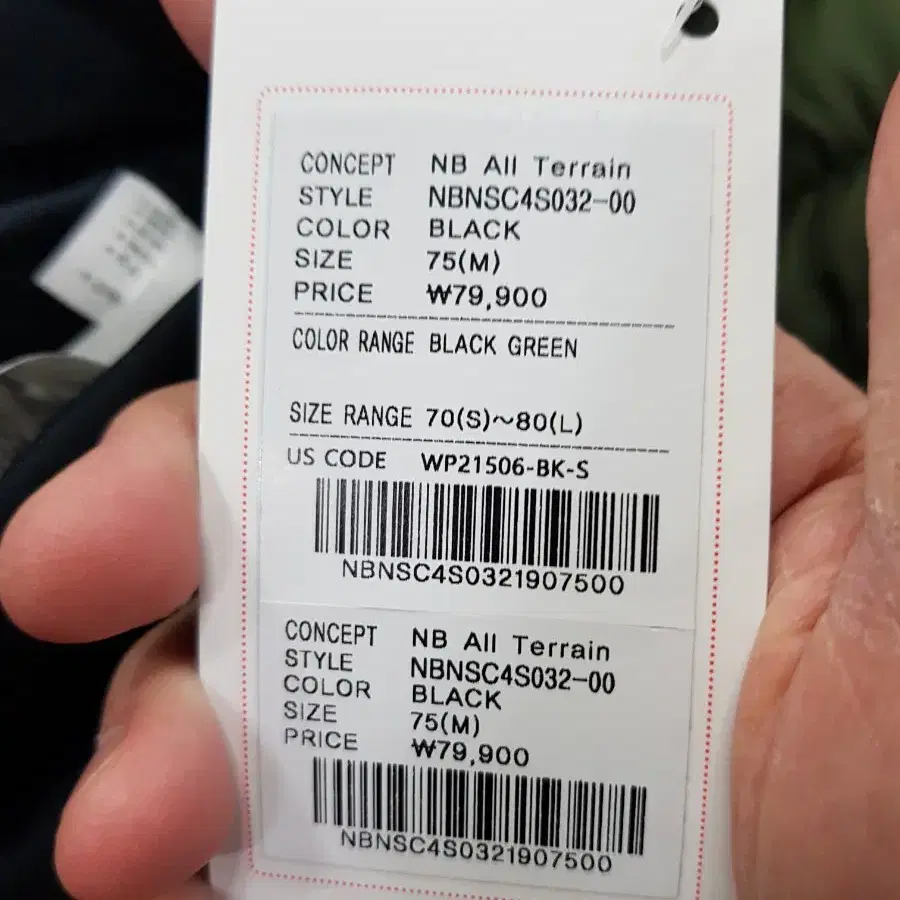 CONCEPT NB All Terrain
STYLE NBNSC4S032-00
COLOR BLACK
SIZE 75(M)
PRICE ₩79,900
COLOR RANGE BLACK GREEN
SIZE RANGE 70(S)~80(L)
US CODE WP21506-BK-S
NBNSC4S0321907500
CONCEPT NB All Terrain
STYLE NBNSC4S032-00
COLOR BLACK
SIZE 75(M)
PRICE ₩79,900
NBNSC4S0321907500